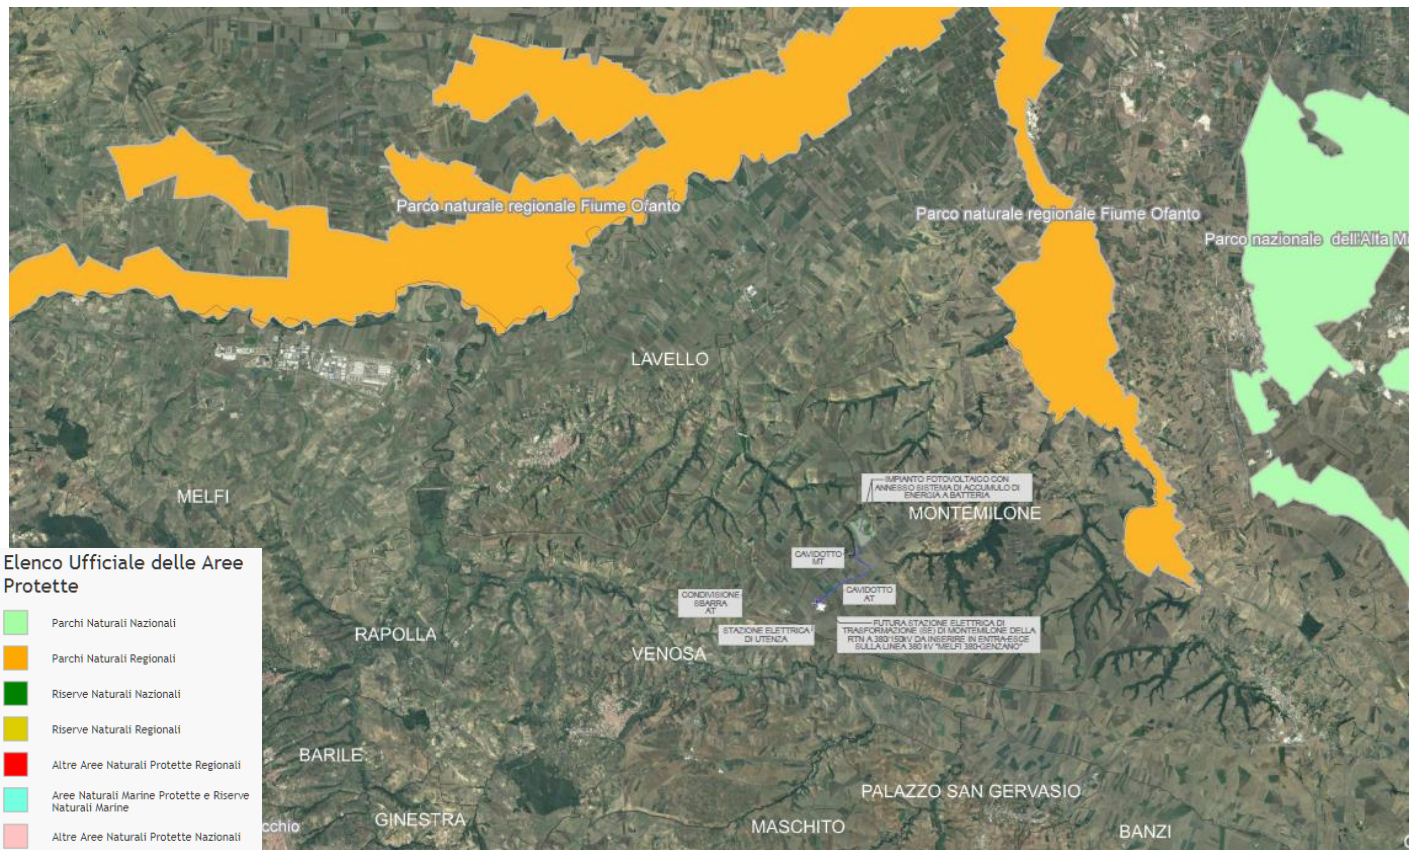 Parco naturale regionale Fiume Ofanto
Parco naturale regionale Fiume Ofanto
Parco nazionale dell'Alta M
LAVELLO
IMPIANTO FOTOVOLTAICO CON
ANNESSO SISTEMA DI ACCUMULO DI
ENERGIA A BATTERIA
MELFI
MONTEMILONE
CAVIDOTTO
MT
CAVIDOTTO
AT
CONDIVISIONE
SBARRA
AT
STAZIONE ELETTRICA
DI UTENZA
FUTURA STAZIONE ELETTRICA DI
TRASFORMAZIONE (SE) DI MONTEMILONE DELLA
RTN A 380/150kV DA INSERIRE IN ENTRA-ESCE
SULLA LINEA 380 kV "MELFI 380-GENZANO"
RAPOLLA
VENOSA
BARILE
PALAZZO SAN GERVASIO
GINESTRA
MASCHITO
BANZI
cchio
Elenco Ufficiale delle Aree
Protette
Parchi Naturali Nazionali
Parchi Naturali Regionali
Riserve Naturali Nazionali
Riserve Naturali Regionali
Altre Aree Naturali Protette Regionali
Aree Naturali Marine Protette e Riserve
Naturali Marine
Altre Aree Naturali Protette Nazionali